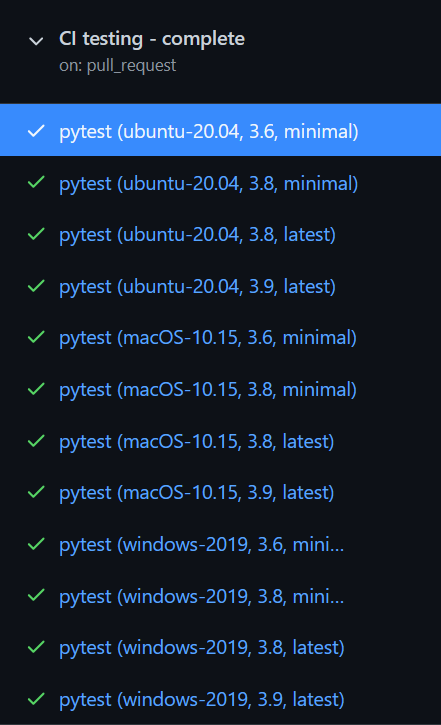 CI testing - complete
on: pull_request
pytest (ubuntu-20.04, 3.6, minimal)
pytest (ubuntu-20.04, 3.8, minimal)
pytest (ubuntu-20.04, 3.8, latest)
pytest (ubuntu-20.04, 3.9, latest)
pytest (macOS-10.15, 3.6, minimal)
pytest (macOS-10.15, 3.8, minimal)
pytest (macOS-10.15, 3.8, latest)
pytest (macOS-10.15, 3.9, latest)
pytest (windows-2019, 3.6, mini...
pytest (windows-2019, 3.8, mini...
pytest (windows-2019, 3.8, latest)
pytest (windows-2019, 3.9, latest)